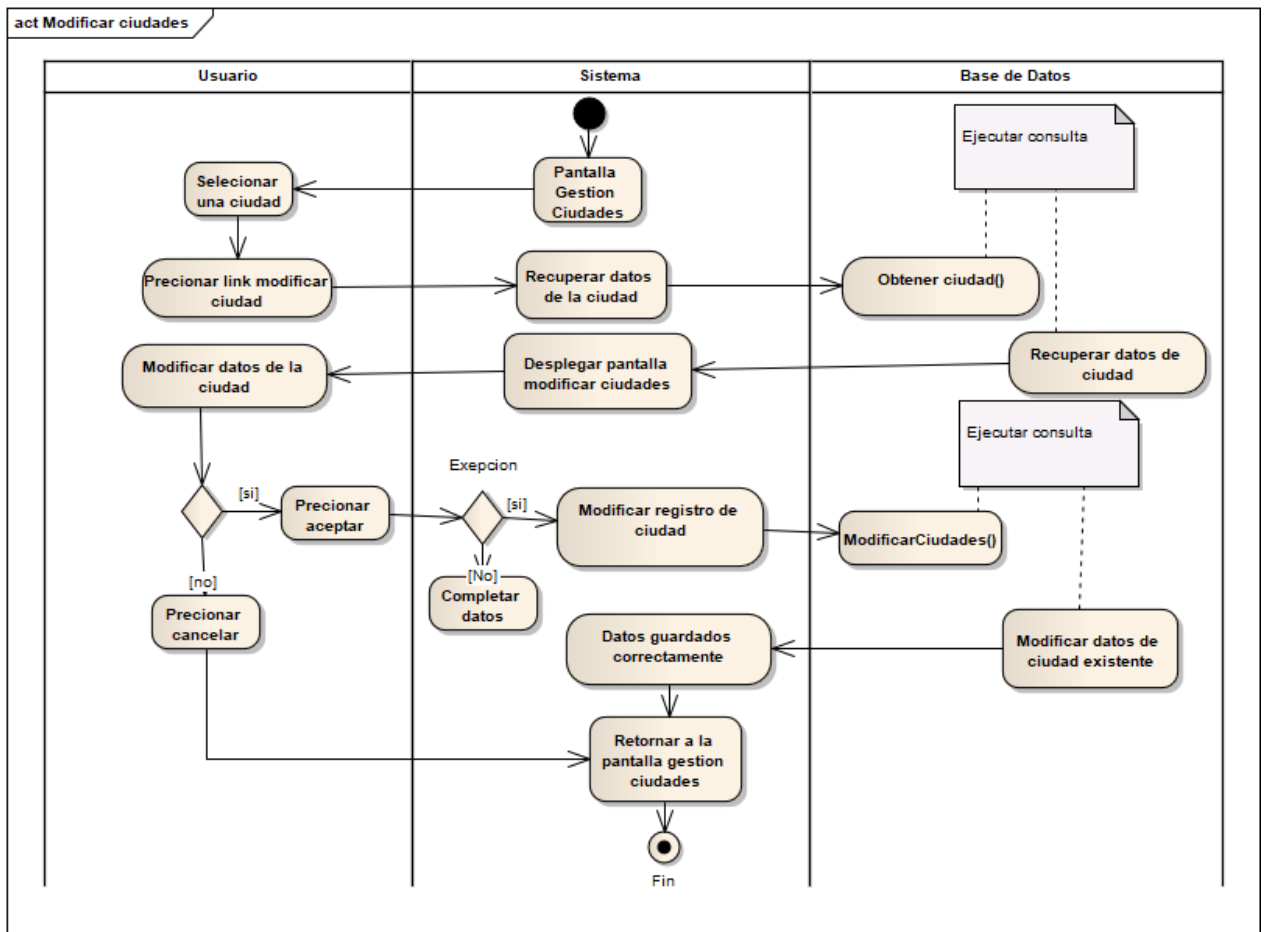 act Modificar ciudades
Usuario
Sistema
Base de Datos
Ejecutar consulta
Pantalla
Gestion
Ciudades
Selecionar
una ciudad
Precionar link modificar
ciudad
Recuperar datos
de la ciudad
Obtener ciudad()
Recuperar datos de
ciudad
Desplegar pantalla
modificar ciudades
Modificar datos de la
ciudad
Ejecutar consulta
Exepcion
[si]
Precionar
aceptar
[si]
Modificar registro de
ciudad
ModificarCiudades()
[no]
Precionar
cancelar
[No]
Completar
datos
Datos guardados
correctamente
Modificar datos de
ciudad existente
Retornar a la
pantalla gestion
ciudades
Fin